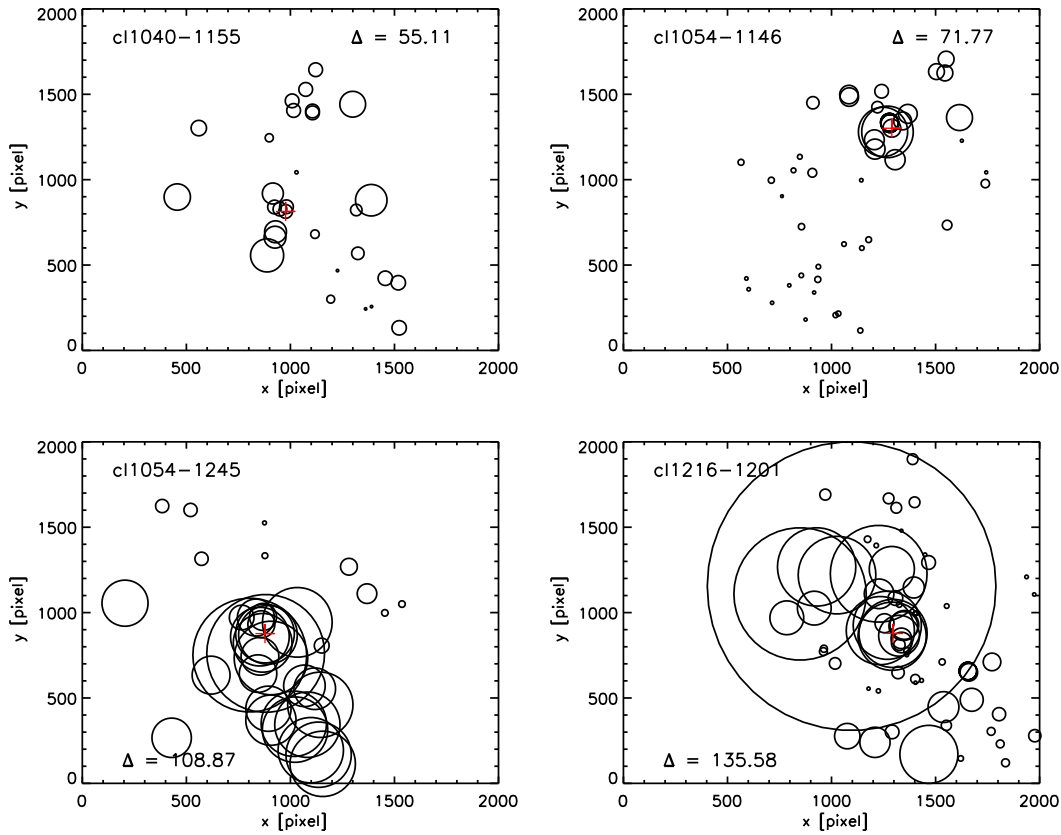 2000
cl1040-1155
Δ = 55.11
1500
1000
500
0
y [pixel]
0
500
1000
1500
2000
x [pixel]
2000
cl1054-1146
Δ = 71.77
1500
1000
500
0
y [pixel]
0
500
1000
1500
2000
x [pixel]
2000
cl1054-1245
1500
1000
500
0
y [pixel]
Δ = 108.87
0
500
1000
1500
2000
x [pixel]
2000
cl1216-1201
1500
1000
500
0
y [pixel]
Δ = 135.58
0
500
1000
1500
2000
x [pixel]